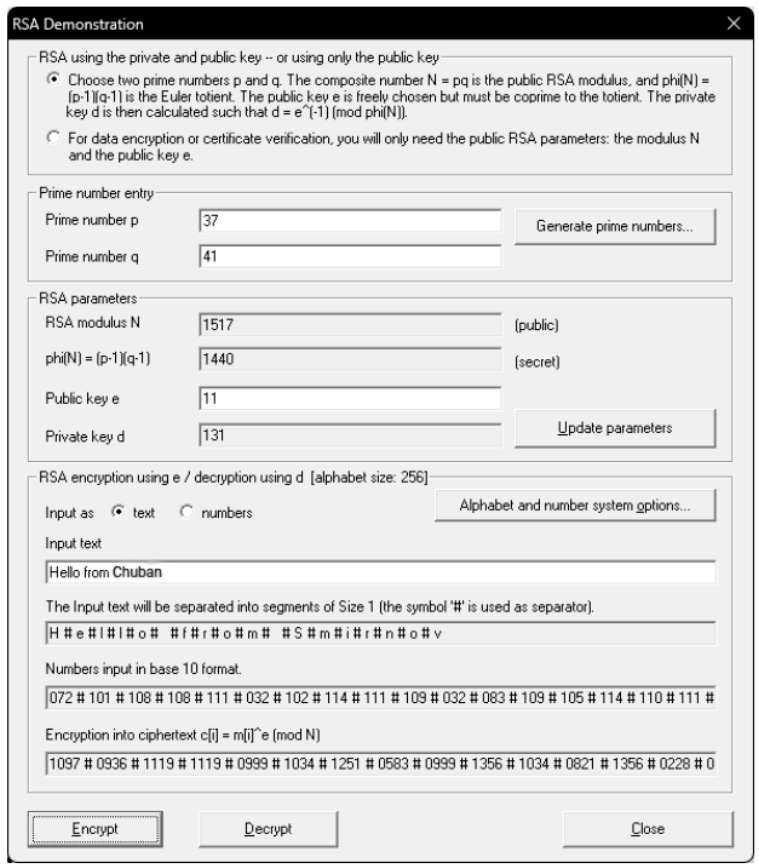 RSA Demonstration
RSA using the private and public key -- or using only the public key
Choose two prime numbers p and q. The composite number N = pq is the public RSA modulus, and phi(N) =
(p-1)(q-1) is the Euler totient. The public key e is freely chosen but must be coprime to the totient. The private
key d is then calculated such that d = e^(-1) (mod phi(N)).
For data encryption or certificate verification, you will only need the public RSA parameters: the modulus N
and the public key e.
Prime number entry
Prime number p 37 Generate prime numbers...
Prime number q 41
RSA parameters
RSA modulus N 1517 (public)
phi(N) = (p-1)(q-1) 1440 (secret)
Public key e 11
Private key d 131 Update parameters
RSA encryption using e / decryption using d [alphabet size: 256]
Input as text numbers Alphabet and number system options...
Input text
Hello from Chuban
The Input text will be separated into segments of Size 1 (the symbol '#' is used as separator).
H # e # l # l # o #   # f # r # o # m #   # S # m # i # r # n # o # v
Numbers input in base 10 format.
072 # 101 # 108 # 108 # 111 # 032 # 102 # 114 # 111 # 109 # 032 # 083 # 109 # 105 # 114 # 110 # 111 #
Encryption into ciphertext c[i] = m[i]^e (mod N)
1097 # 0936 # 1119 # 1119 # 0999 # 1034 # 1251 # 0583 # 0999 # 1356 # 1034 # 0821 # 1356 # 0228 # 0
Encrypt Decrypt Close